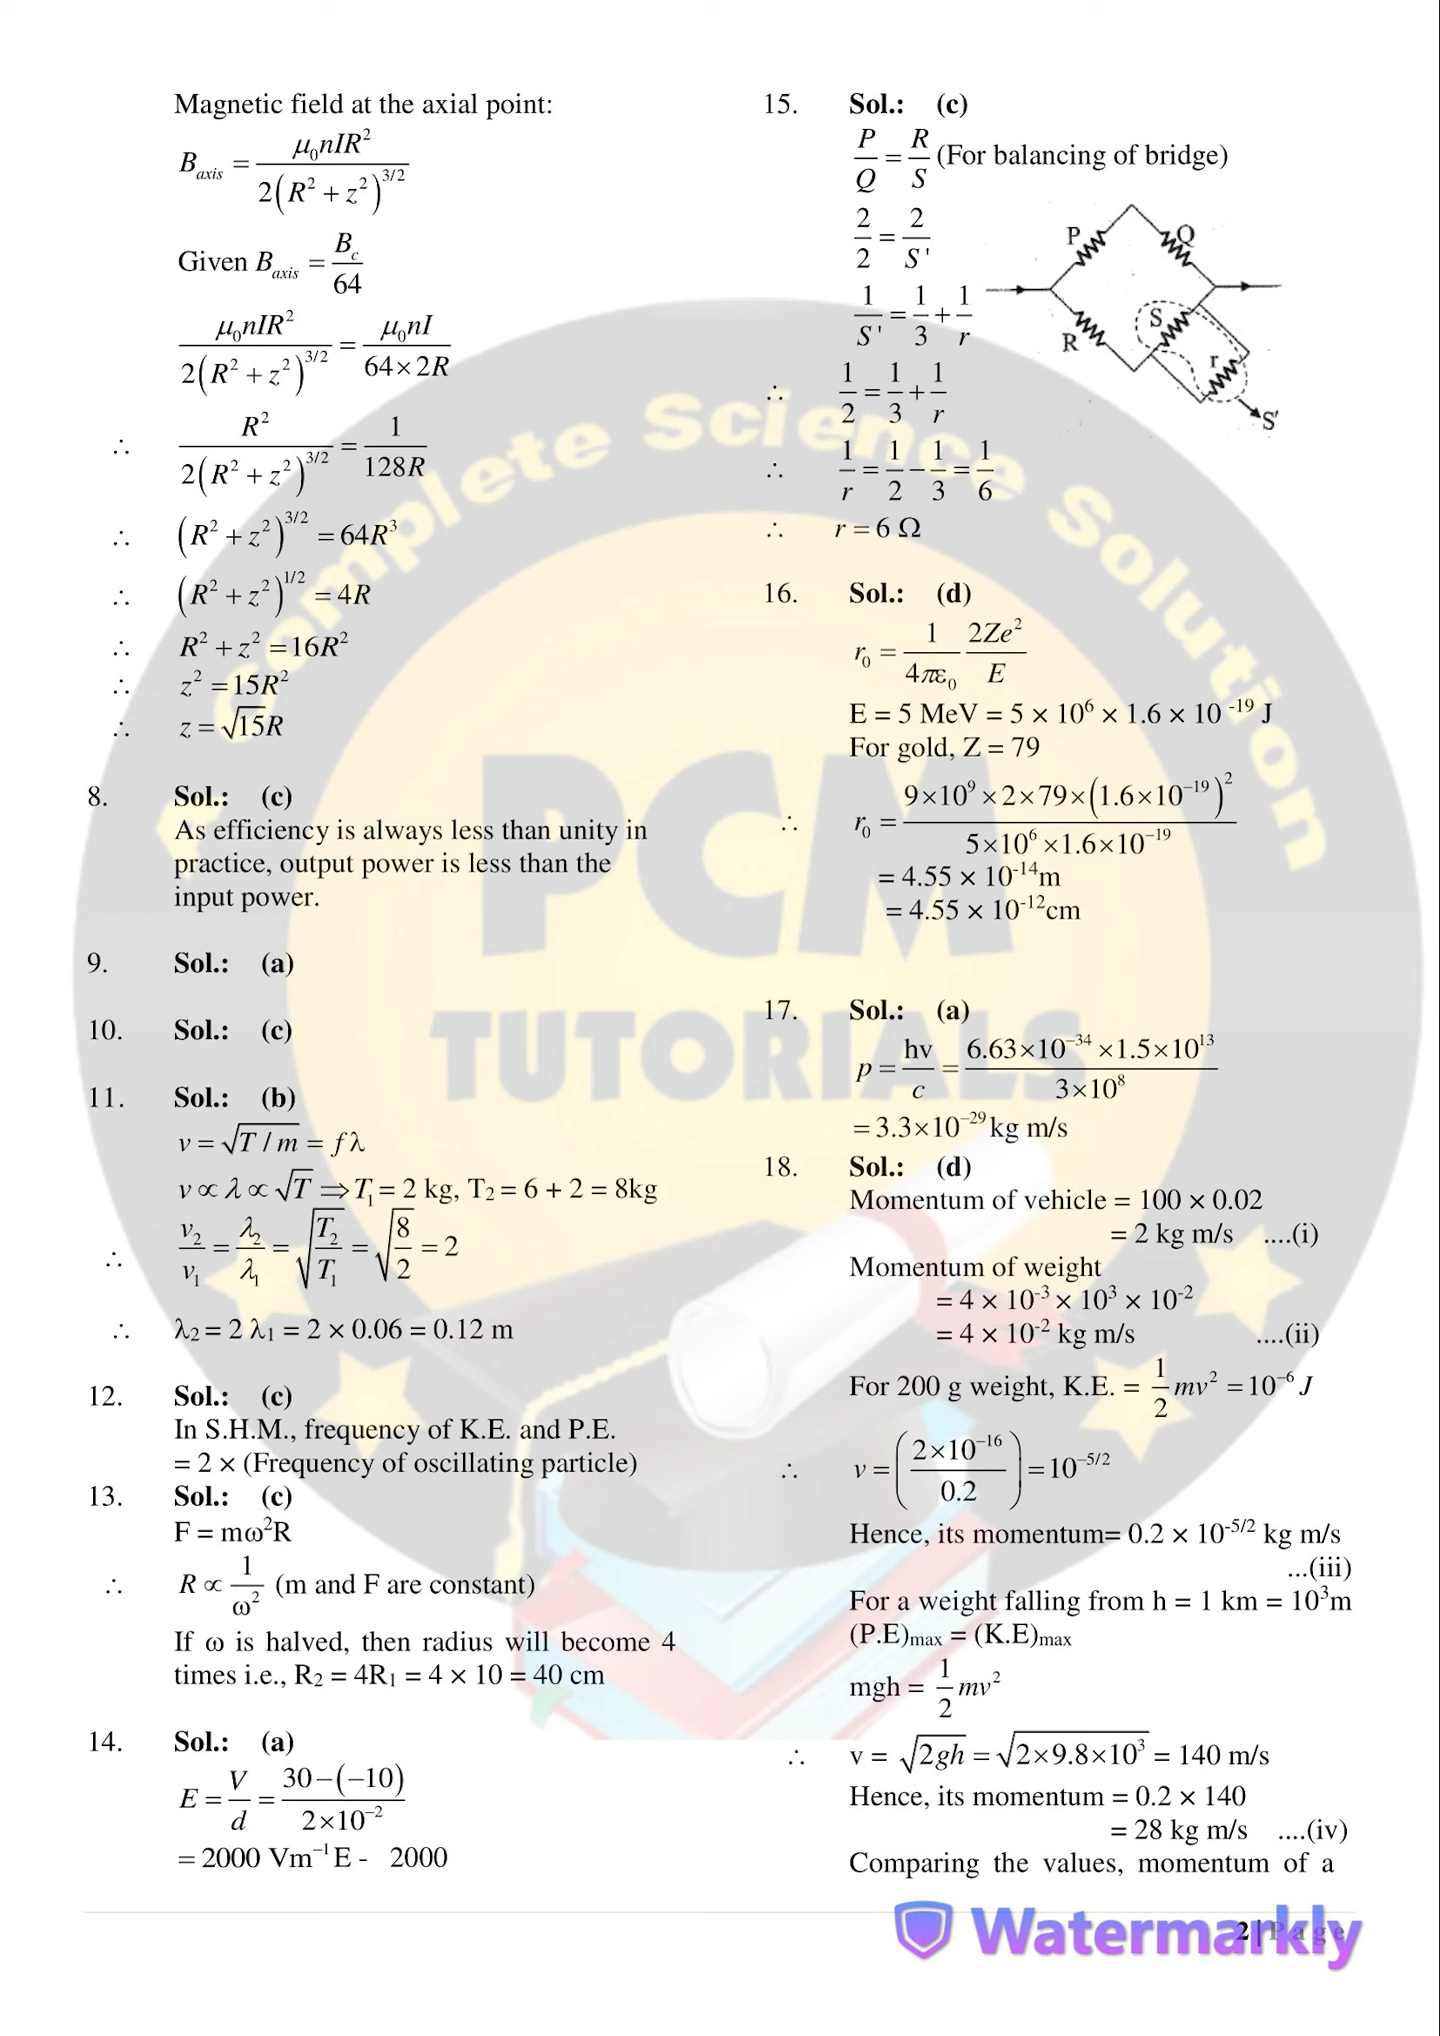 Magnetic field at the axial point:
B_axis = μ₀nIR² / 2(R² + z²)^3/2
Given B_axis = B_c / 64
μ₀nIR² / 2(R² + z²)^3/2 = μ₀nI / 64×2R
∴ R² / 2(R² + z²)^3/2 = 1 / 128R
∴ (R² + z²)^3/2 = 64R³
∴ (R² + z²)^1/2 = 4R
∴ R² + z² = 16R²
∴ z² = 15R²
∴ z = √15R
8. Sol.: (c)
As efficiency is always less than unity in
practice, output power is less than the
input power.
9. Sol.: (a)
10. Sol.: (c)
11. Sol.: (b)
v = √T / m = fλ
v ∝ λ ∝ √T ⇒ T₁ = 2 kg, T₂ = 6 + 2 = 8kg
∴ v₂/v₁ = λ₂/λ₁ = √T₂/T₁ = √8/2 = 2
∴ λ₂ = 2 λ₁ = 2 × 0.06 = 0.12 m
12. Sol.: (c)
In S.H.M., frequency of K.E. and P.E.
= 2 × (Frequency of oscillating particle)
13. Sol.: (c)
F = mω²R
∴ R ∝ 1/ω² (m and F are constant)
If ω is halved, then radius will become 4
times i.e., R₂ = 4R₁ = 4 × 10 = 40 cm
14. Sol.: (a)
E = V/d = 30−(−10) / 2×10⁻²
= 2000 Vm⁻¹E - 2000
15. Sol.: (c)
P/Q = R/S (For balancing of bridge)
2/2 = 2/S'
1/S' = 1/3 + 1/r
∴ 1/2 = 1/3 + 1/r
∴ 1/r = 1/2 − 1/3 = 1/6
∴ r = 6 Ω
P
Q
R
S
r
S'
16. Sol.: (d)
r₀ = 1/4πε₀ 2Ze²/E
E = 5 MeV = 5 × 10⁶ × 1.6 × 10 ⁻¹⁹ J
For gold, Z = 79
∴ r₀ = 9×10⁹ ×2×79×(1.6×10⁻¹⁹)² / 5×10⁶ ×1.6×10⁻¹⁹
= 4.55 × 10⁻¹⁴m
= 4.55 × 10⁻¹²cm
17. Sol.: (a)
p = hv/c = 6.63×10⁻³⁴ ×1.5×10¹³ / 3×10⁸
= 3.3×10⁻²⁹ kg m/s
18. Sol.: (d)
Momentum of vehicle = 100 × 0.02
= 2 kg m/s ....(i)
Momentum of weight
= 4 × 10⁻³ × 10³ × 10⁻²
= 4 × 10⁻² kg m/s ....(ii)
For 200 g weight, K.E. = 1/2 mv² = 10⁻⁶ J
∴ v = (2×10⁻¹⁶ / 0.2) = 10^−5/2
Hence, its momentum= 0.2 × 10^-5/2 kg m/s
...(iii)
For a weight falling from h = 1 km = 10³m
(P.E)max = (K.E)max
mgh = 1/2 mv²
∴ v = √2gh = √2×9.8×10³ = 140 m/s
Hence, its momentum = 0.2 × 140
= 28 kg m/s ....(iv)
Comparing the values, momentum of a
A Complete Science Solution
PCM
TUTORIALS
2 | Page
Watermarkly